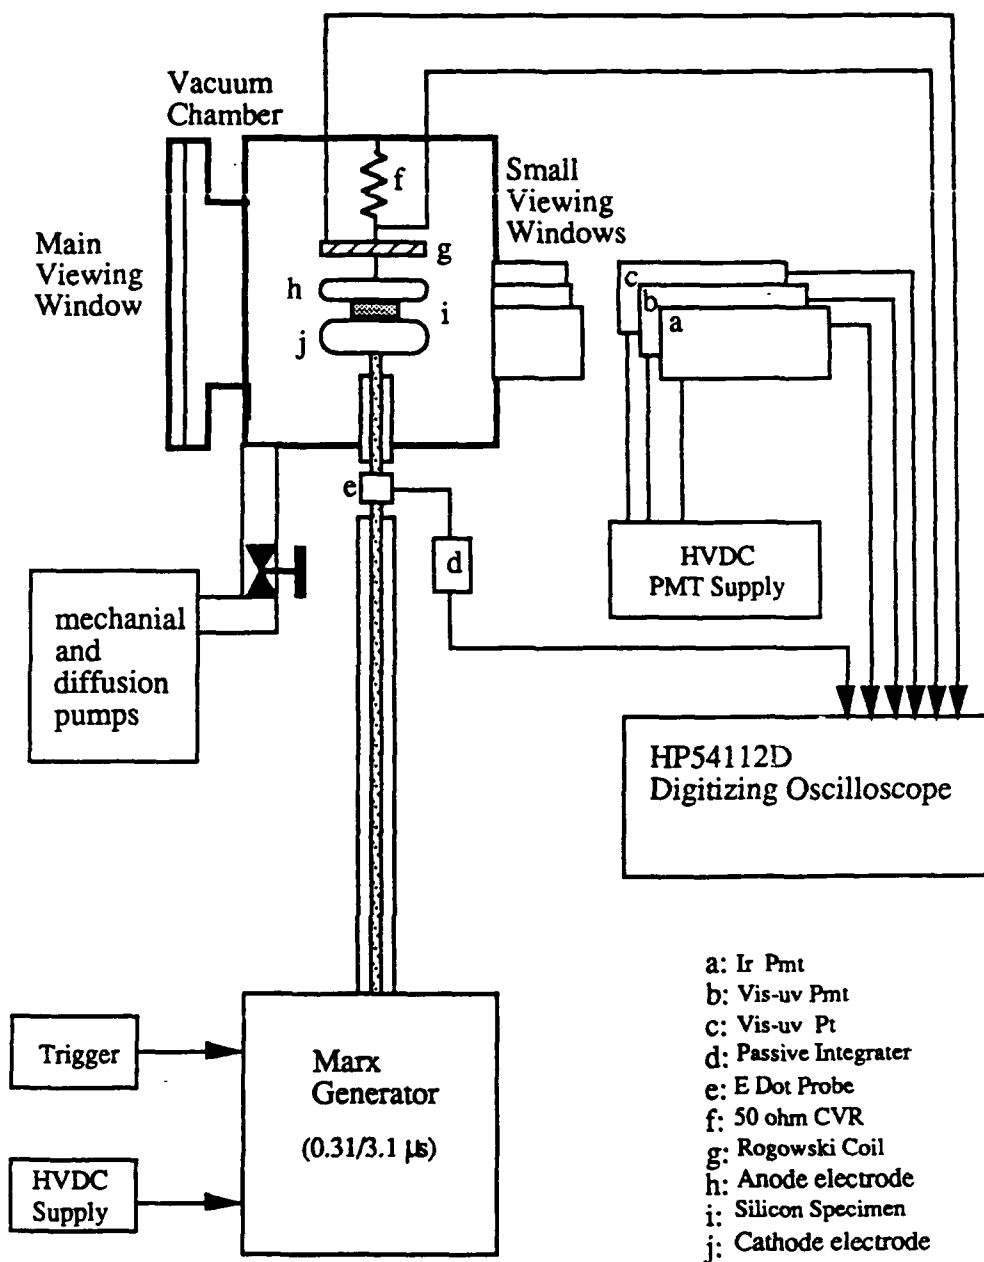 Vacuum
Chamber
f
Small
Viewing
Windows
Main
Viewing
Window
g
h
i
j
c
b
a
e
d
HVDC
PMT Supply
mechanial
and
diffusion
pumps
HP54112D
Digitizing Oscilloscope
Trigger
Marx
Generator
(0.31/3.1 µs)
HVDC
Supply
a: Ir Pmt
b: Vis-uv Pmt
c: Vis-uv Pt
d: Passive Integrater
e: E Dot Probe
f: 50 ohm CVR
g: Rogowski Coil
h: Anode electrode
i: Silicon Specimen
j: Cathode electrode